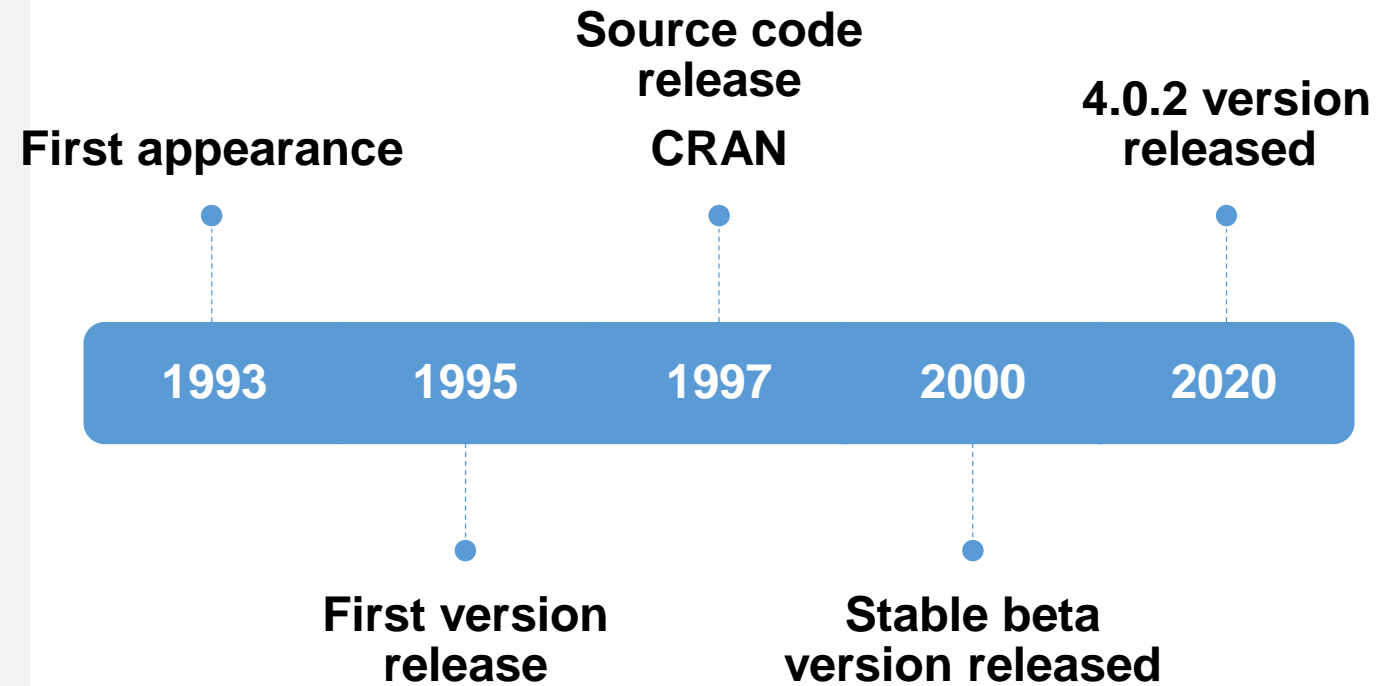 Source code
release
CRAN
4.0.2 version
released
First appearance
1993
1995
1997
2000
2020
First version
release
Stable beta
version released